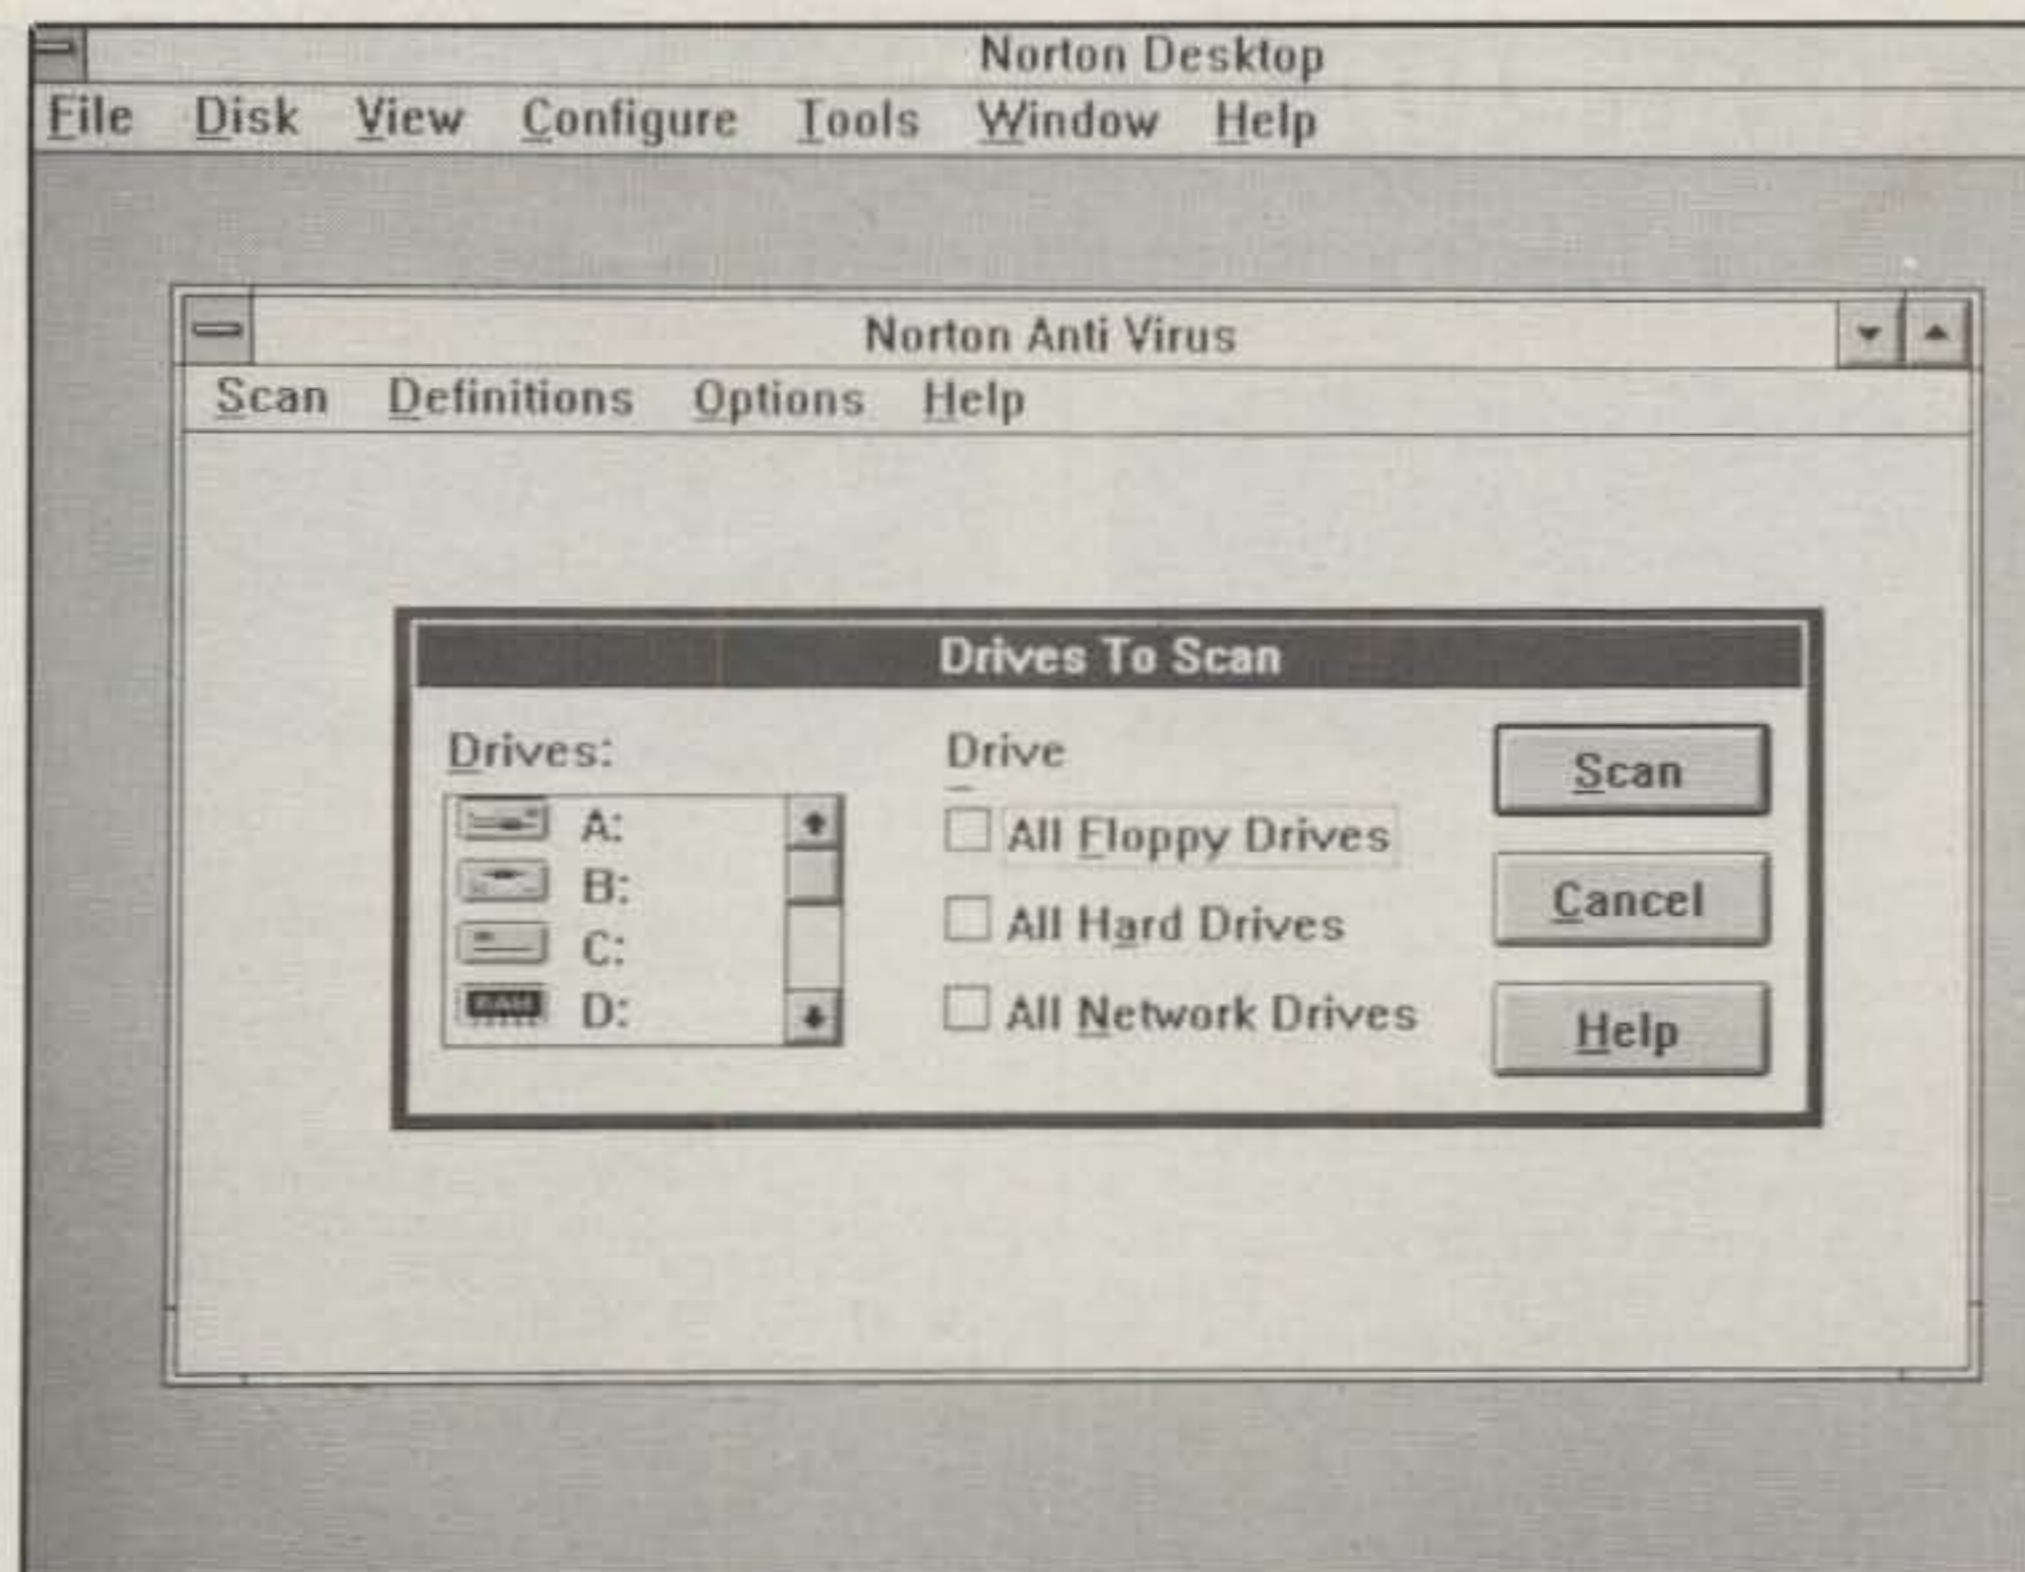 Norton Desktop
File Disk View Configure Tools Window Help
Norton Anti Virus
Scan Definitions Options Help
Drives To Scan
Drives:
A:
B:
C:
RAM D:
Drive
All Floppy Drives
All Hard Drives
All Network Drives
Scan
Cancel
Help